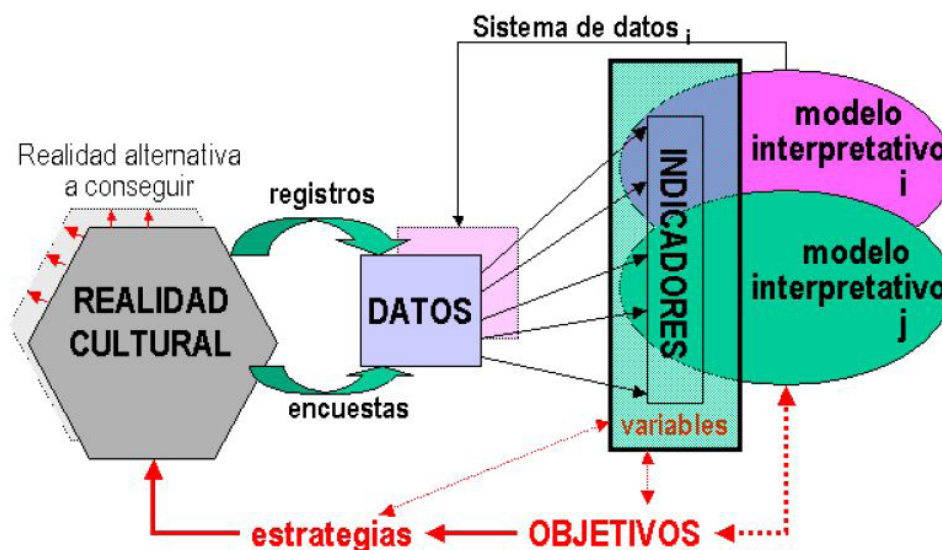 Sistema de datos i
Realidad alternativa
a conseguir
registros
REALIDAD
CULTURAL
DATOS
encuestas
INDICADORES
variables
modelo
interpretativo
i
modelo
interpretativo
j
estrategias
OBJETIVOS